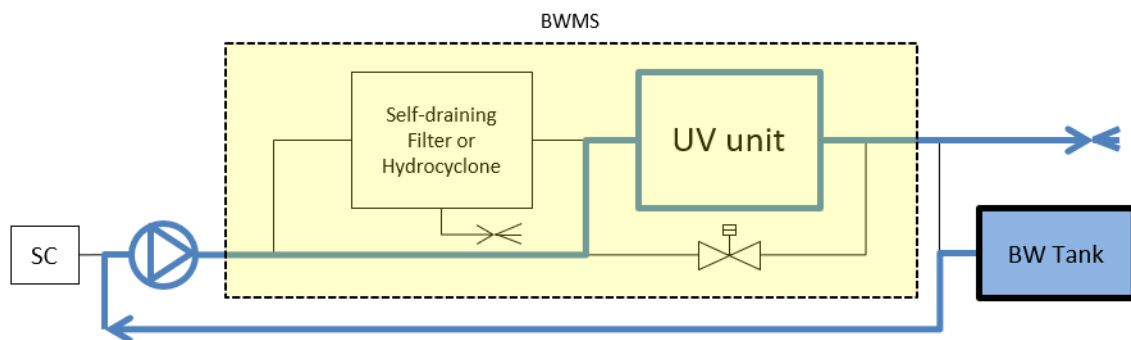 BWMS
Self-draining
Filter or
Hydrocyclone
UV unit
SC
BW Tank